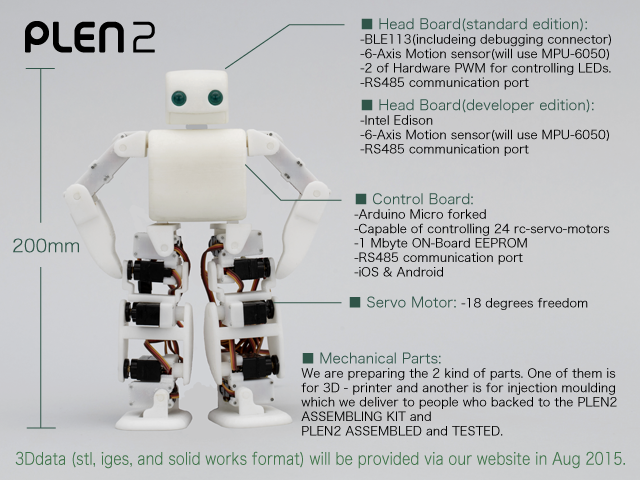 PLEN2
■ Head Board(standard edition):
-BLE113(includeing debugging connector)
-6-Axis Motion sensor(will use MPU-6050)
-2 of Hardware PWM for controlling LEDs.
-RS485 communication port
■ Head Board(developer edition):
-Intel Edison
-6-Axis Motion sensor(will use MPU-6050)
-RS485 communication port
■ Control Board:
-Arduino Micro forked
-Capable of controlling 24 rc-servo-motors
-1 Mbyte ON-Board EEPROM
-RS485 communication port
-iOS & Android
200mm
■ Servo Motor: -18 degrees freedom
■ Mechanical Parts:
We are preparing the 2 kind of parts. One of them is
for 3D - printer and another is for injection moulding
which we deliver to people who backed to the PLEN2
ASSEMBLING KIT and
PLEN2 ASSEMBLED and TESTED.
3Ddata (stl, iges, and solid works format) will be provided via our website in Aug 2015.